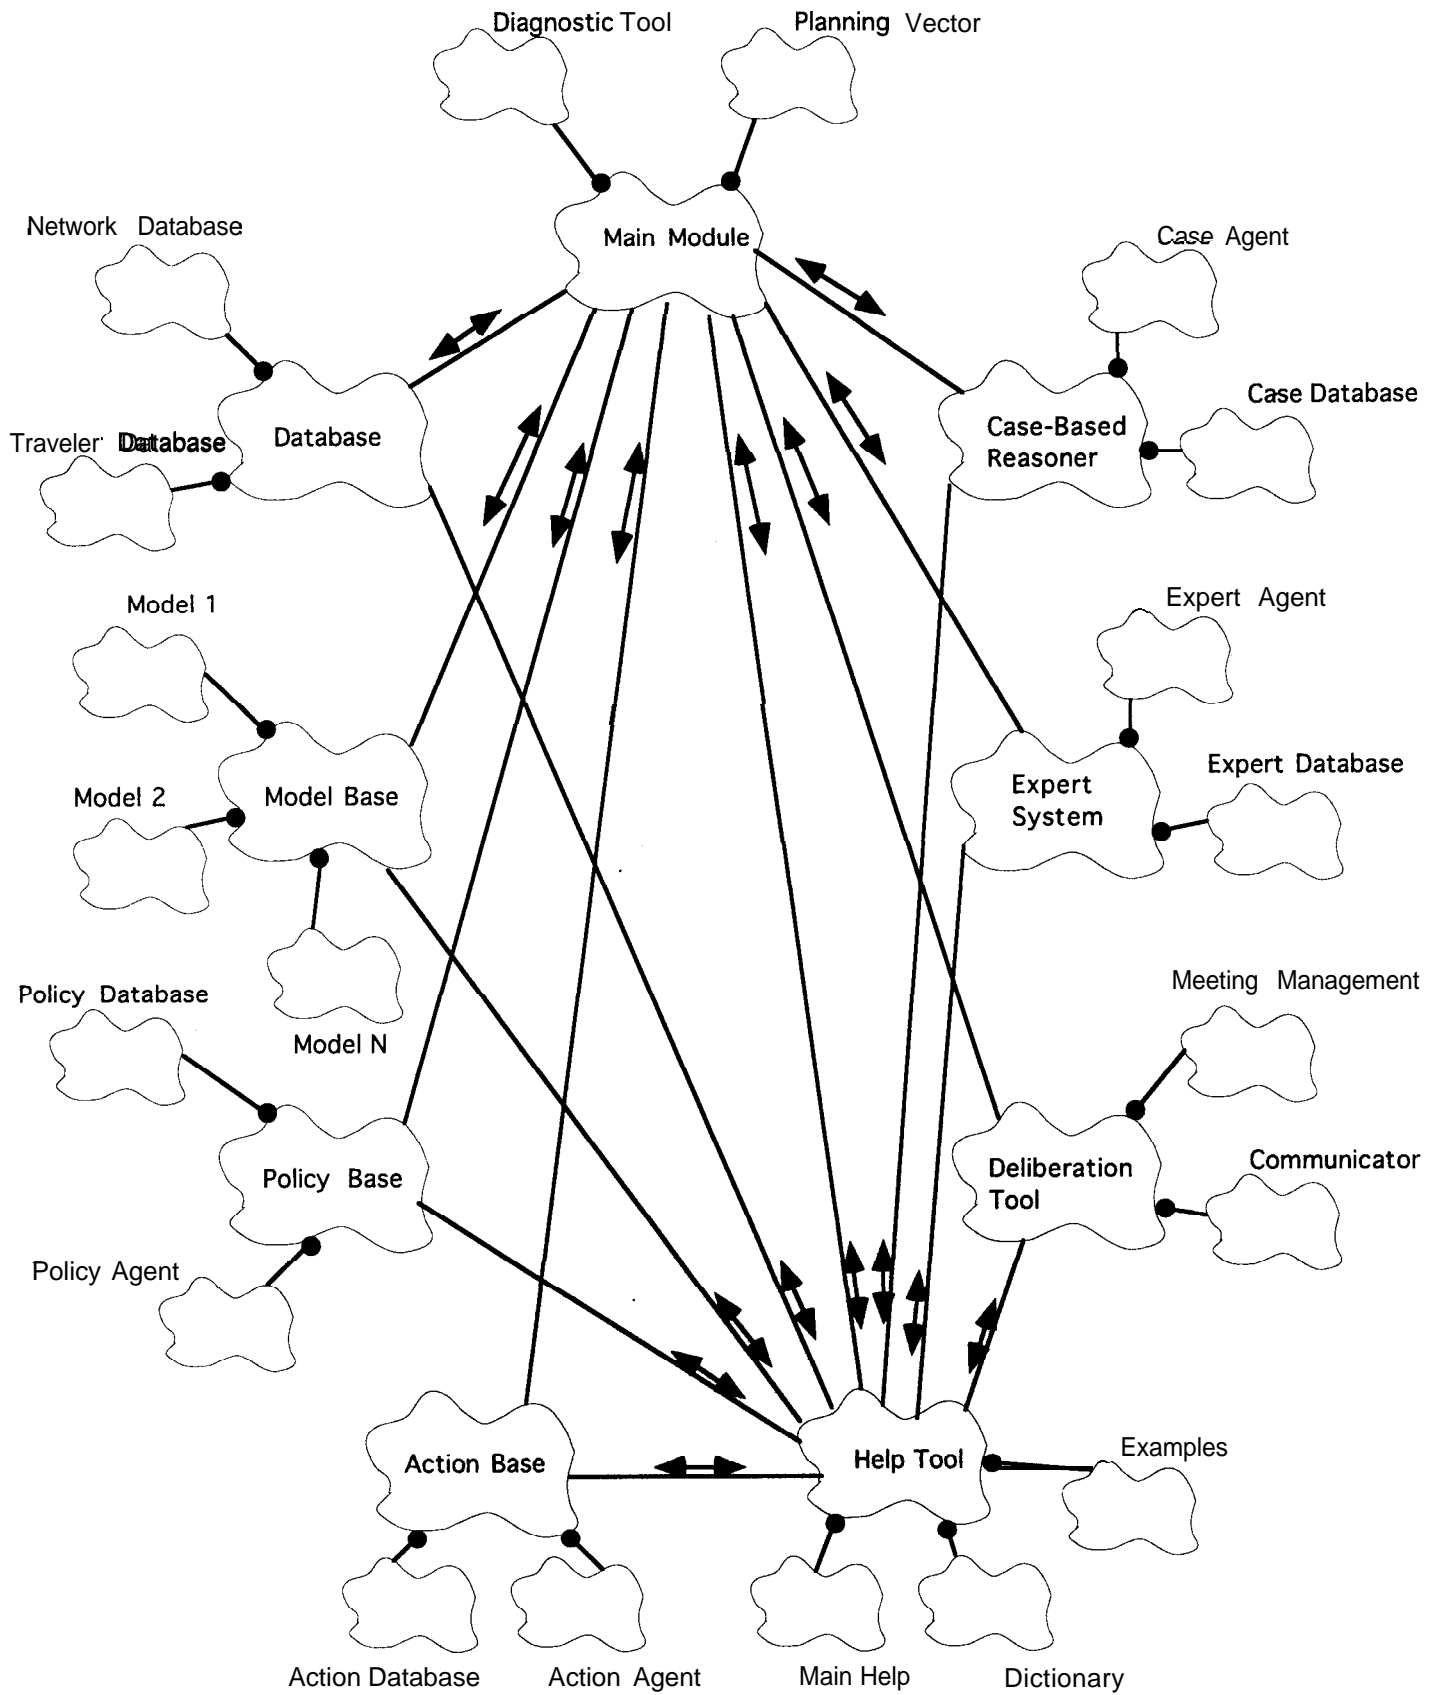 Diagnostic Tool
Planning Vector
Main Module
Network Database
Case Agent
Case Database
Traveler Database
Database
Case-Based
Reasoner
Model 1
Expert Agent
Expert Database
Model 2
Model Base
Expert
System
Policy Database
Model N
Meeting Management
Communicator
Policy Base
Deliberation
Tool
Policy Agent
Examples
Action Base
Help Tool
Action Database
Action Agent
Main Help
Dictionary